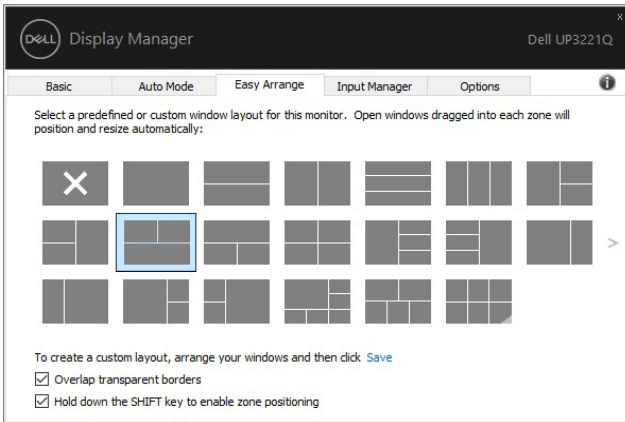 DELL Display Manager
Dell UP3221Q
Basic Auto Mode Easy Arrange Input Manager Options
Select a predefined or custom window layout for this monitor. Open windows dragged into each zone will
position and resize automatically:
To create a custom layout, arrange your windows and then click Save
Overlap transparent borders
Hold down the SHIFT key to enable zone positioning